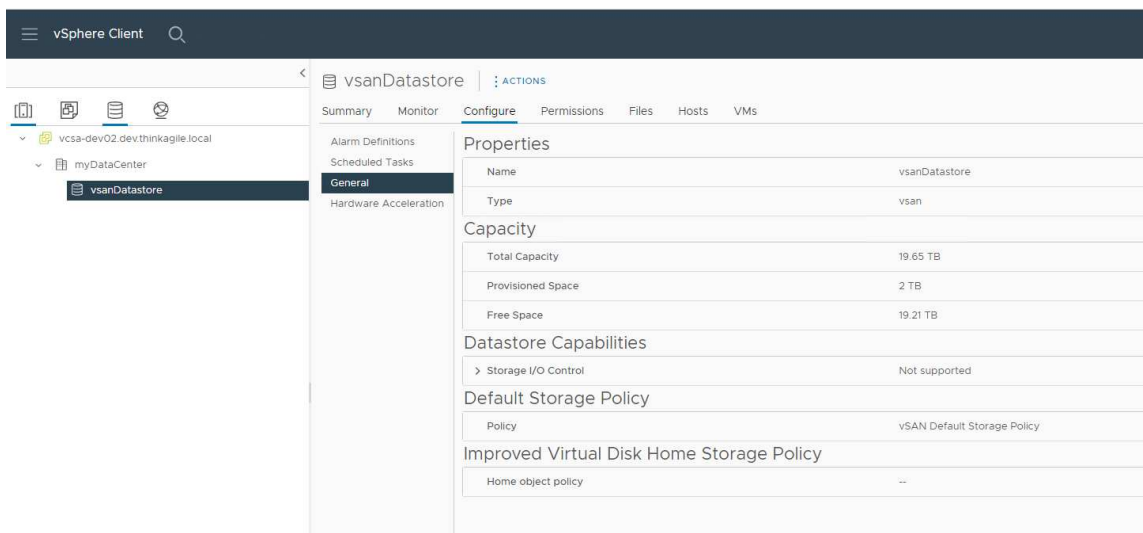 vSphere Client
vsanDatastore ACTIONS
Summary Monitor Configure Permissions Files Hosts VMs
vcsa-dev02.dev.thinkagile.local
myDataCenter
vsanDatastore
Alarm Definitions
Scheduled Tasks
General
Hardware Acceleration
Properties
Name vsanDatastore
Type vsan
Capacity
Total Capacity 19.65 TB
Provisioned Space 2 TB
Free Space 19.21 TB
Datastore Capabilities
Storage I/O Control Not supported
Default Storage Policy
Policy vSAN Default Storage Policy
Improved Virtual Disk Home Storage Policy
Home object policy --